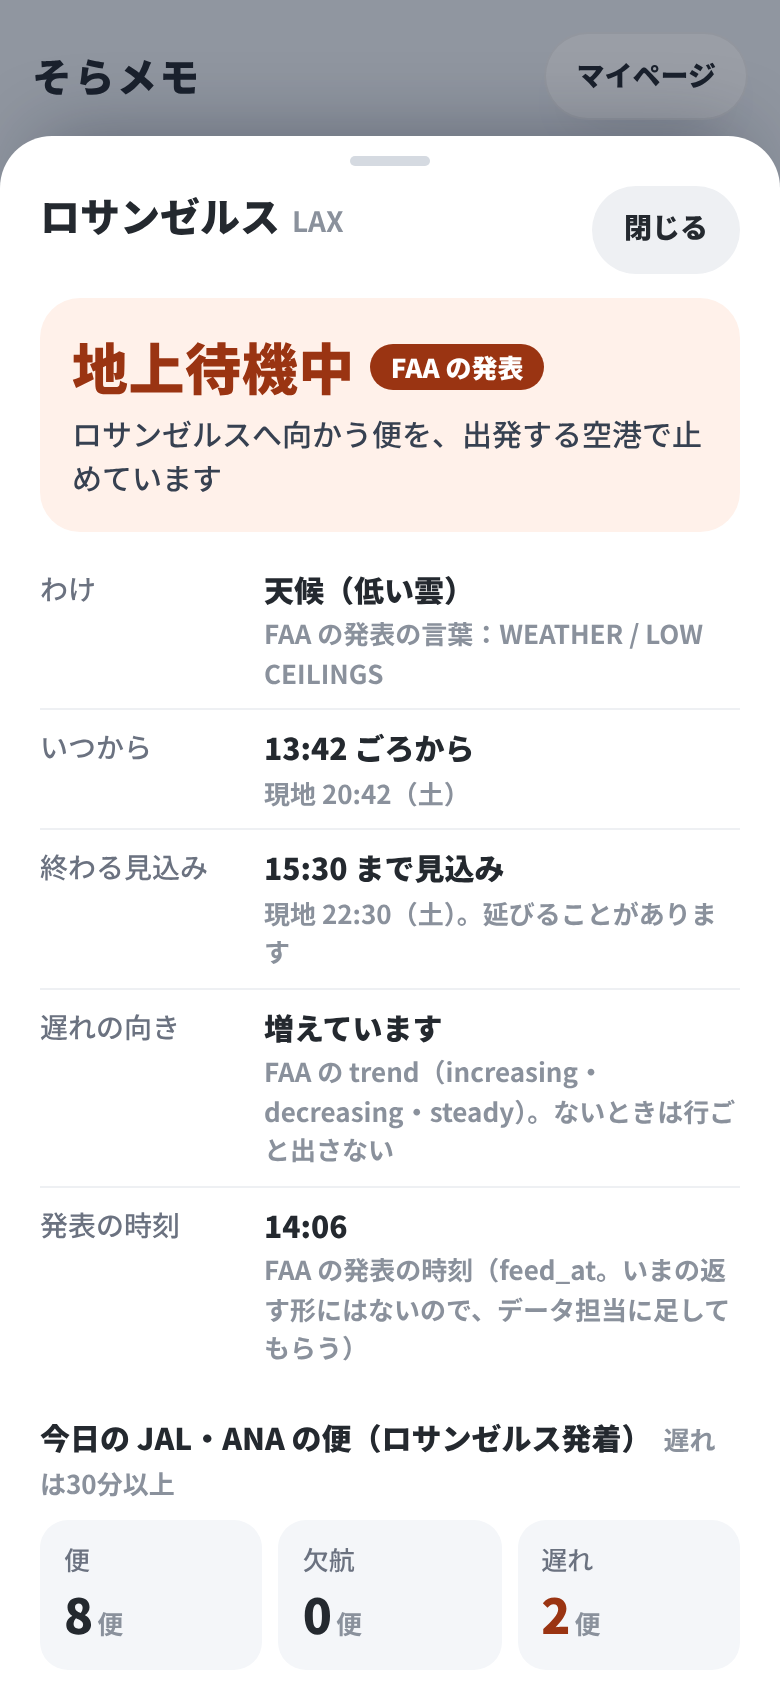 そらメモ
マイページ
ロサンゼルス LAX
閉じる
地上待機中 FAA の発表
ロサンゼルスへ向かう便を、出発する空港で止
めています
わけ
天候（低い雲）
FAA の発表の言葉：WEATHER / LOW
CEILINGS
いつから
13:42 ごろから
現地 20:42（土）
終わる見込み
15:30 まで見込み
現地 22:30（土）。延びることがありま
す
遅れの向き
増えています
FAA の trend（increasing・
decreasing・steady）。ないときは行ご
と出さない
発表の時刻
14:06
FAA の発表の時刻（feed_at。いまの返
す形にはないので、データ担当に足して
もらう）
今日の JAL・ANA の便（ロサンゼルス発着） 遅れ
は30分以上
便
8 便
欠航
0 便
遅れ
2 便